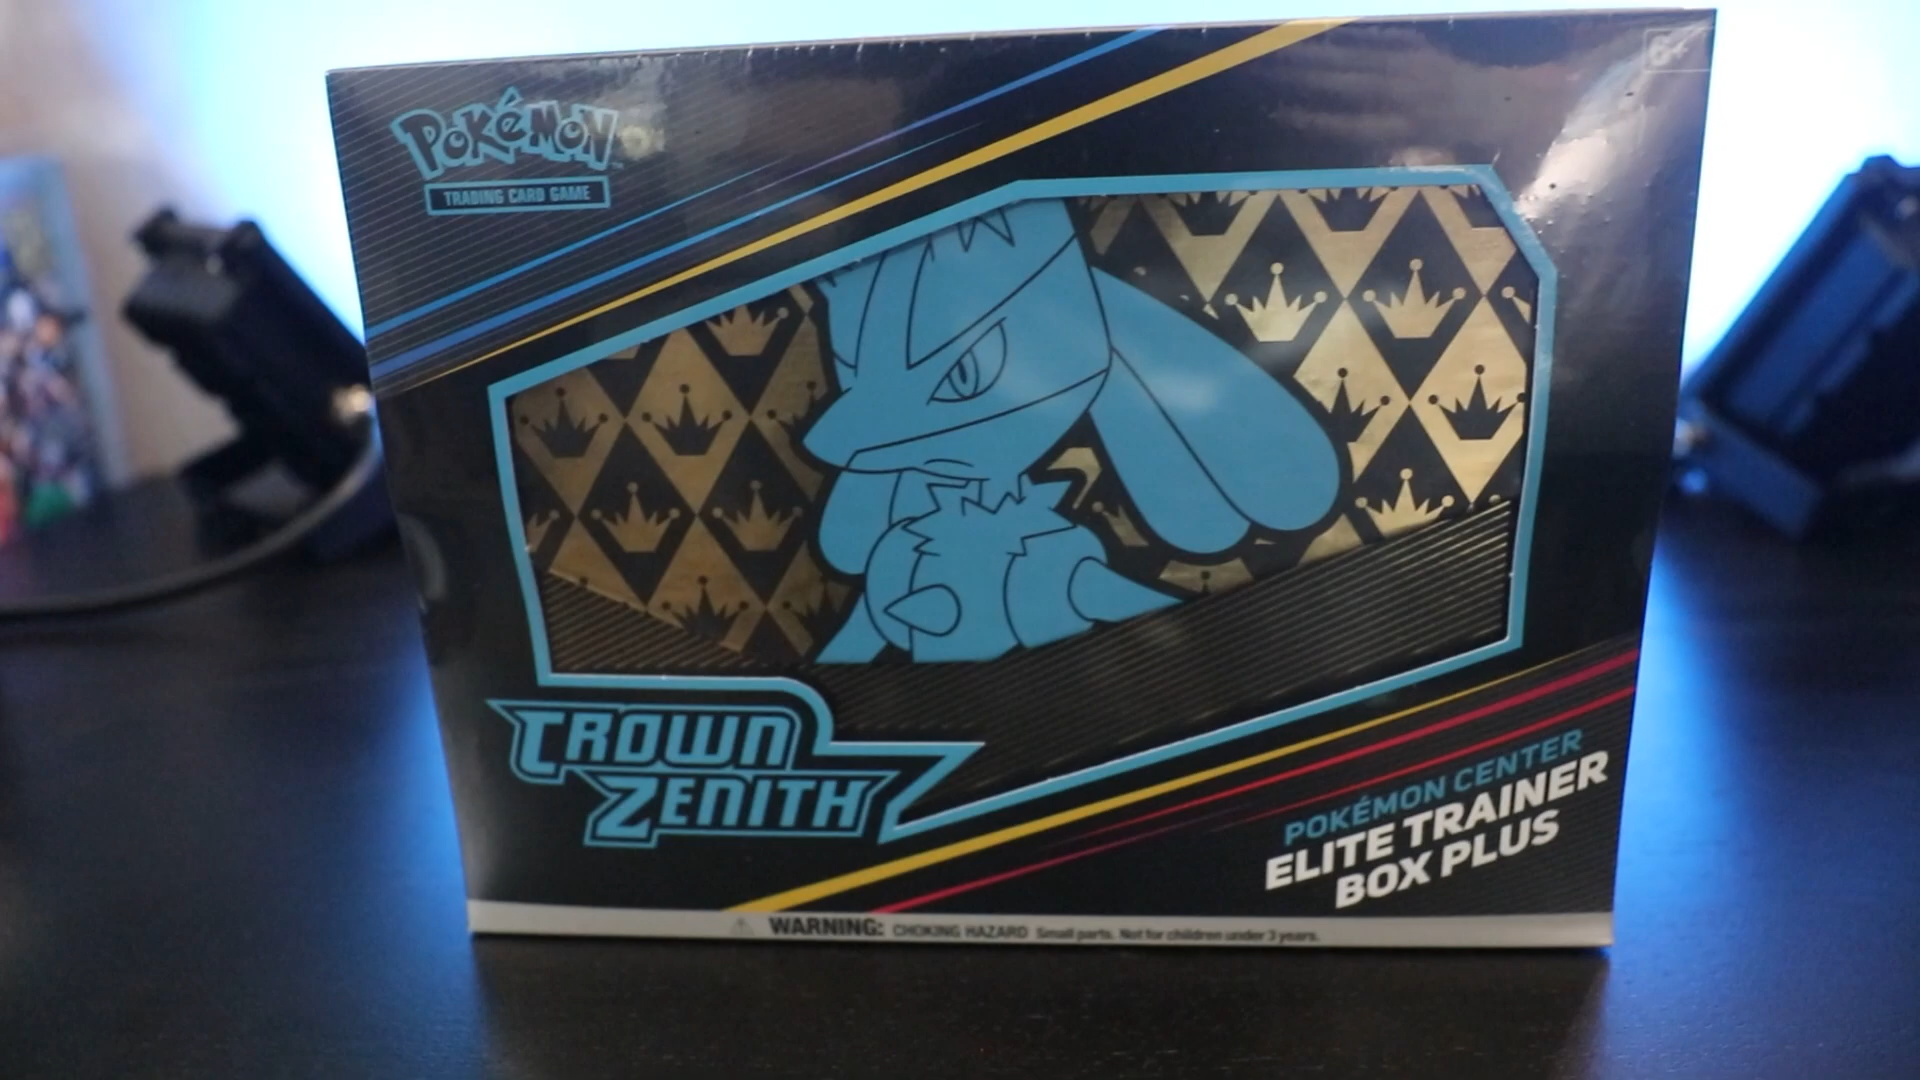 6+
POKéMON
TRADING CARD GAME
CROWN
ZENITH
POKÉMON CENTER
ELITE TRAINER
BOX PLUS
WARNING: CHOKING HAZARD Small parts. Not for children under 3 years.